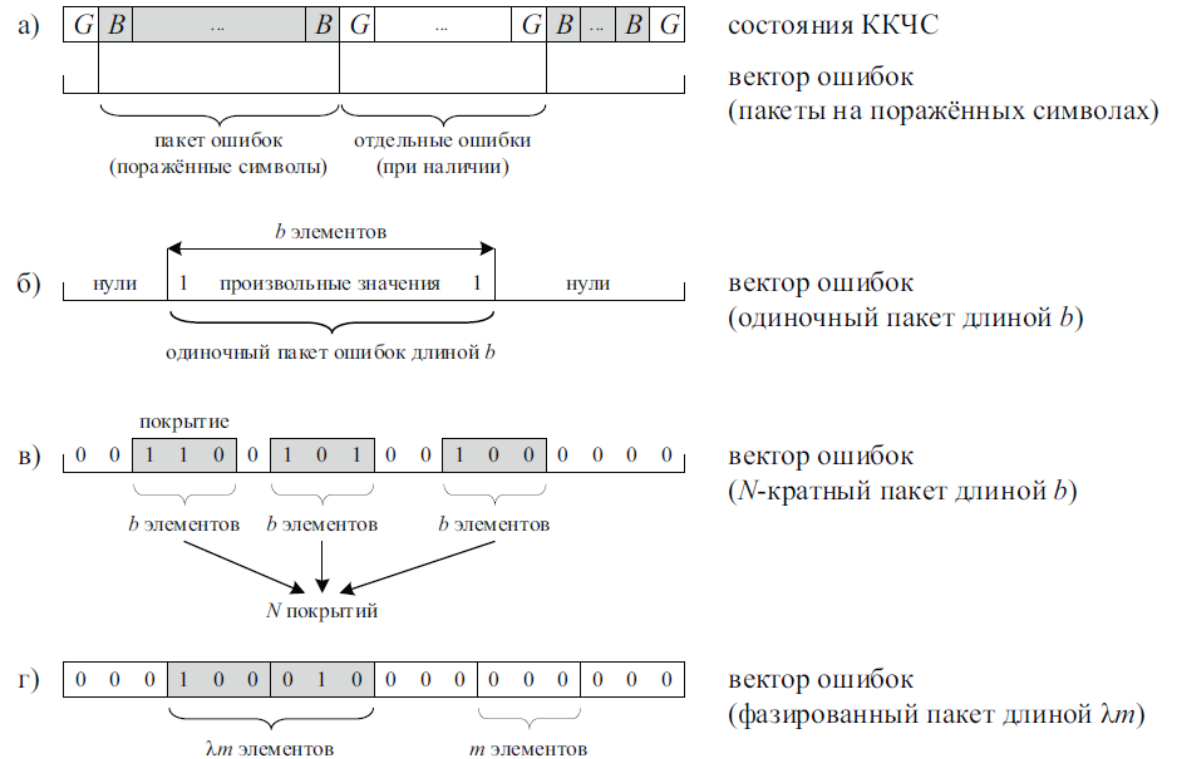 а) G B ... B G ... G B ... B G состояния ККЧС
вектор ошибок
(пакеты на поражённых символах)
пакет ошибок отдельные ошибки
(поражённые символы) (при наличии)
b элементов
б) нули 1 произвольные значения 1 нули вектор ошибок
(одиночный пакет длиной b)
одиночный пакет ошибок длиной b
покрытие
в) 0 0 1 1 0 0 1 0 1 0 0 1 0 0 0 0 0 0 вектор ошибок
(N-кратный пакет длиной b)
b элементов b элементов b элементов
N покрытий
г) 0 0 0 1 0 0 0 1 0 0 0 0 0 0 0 0 0 0 вектор ошибок
(фазированный пакет длиной λm)
λm элементов m элементов